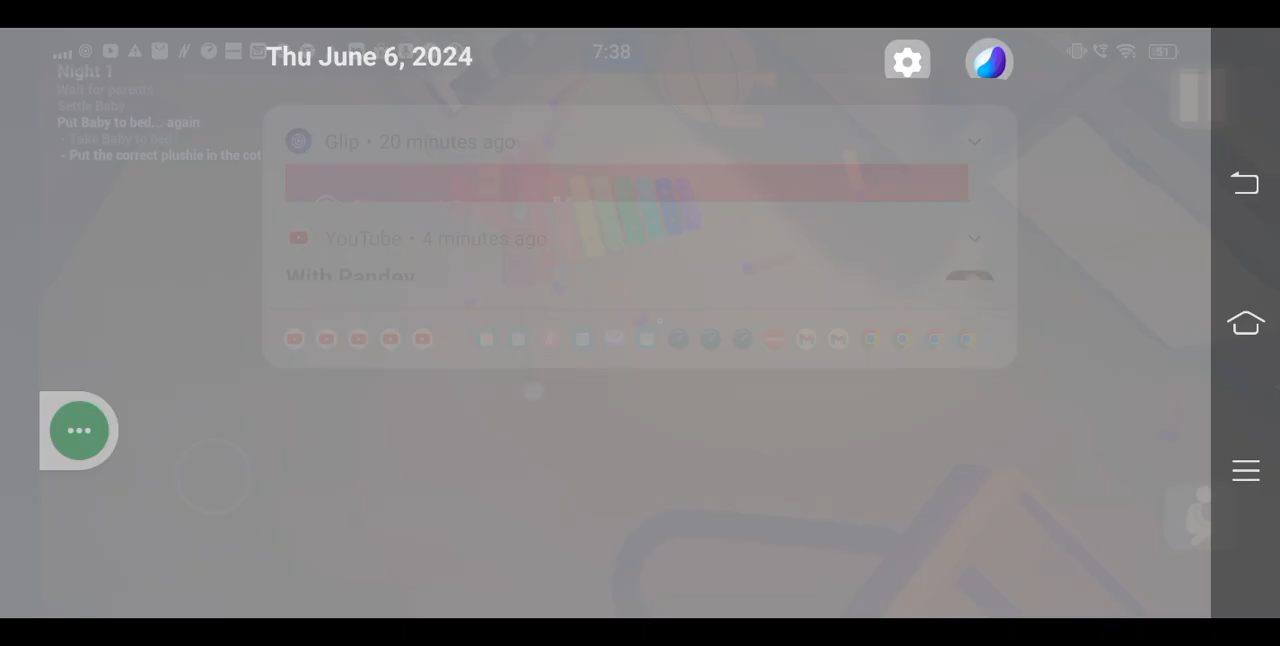 7:38
Thu June 6, 2024
91
Night 1
Wait for parents
Settle Baby
Put Baby to bed... again
- Take Baby to bed
- Put the correct plushie in the cot
Glip • 20 minutes ago
YouTube • 4 minutes ago
With Pandey